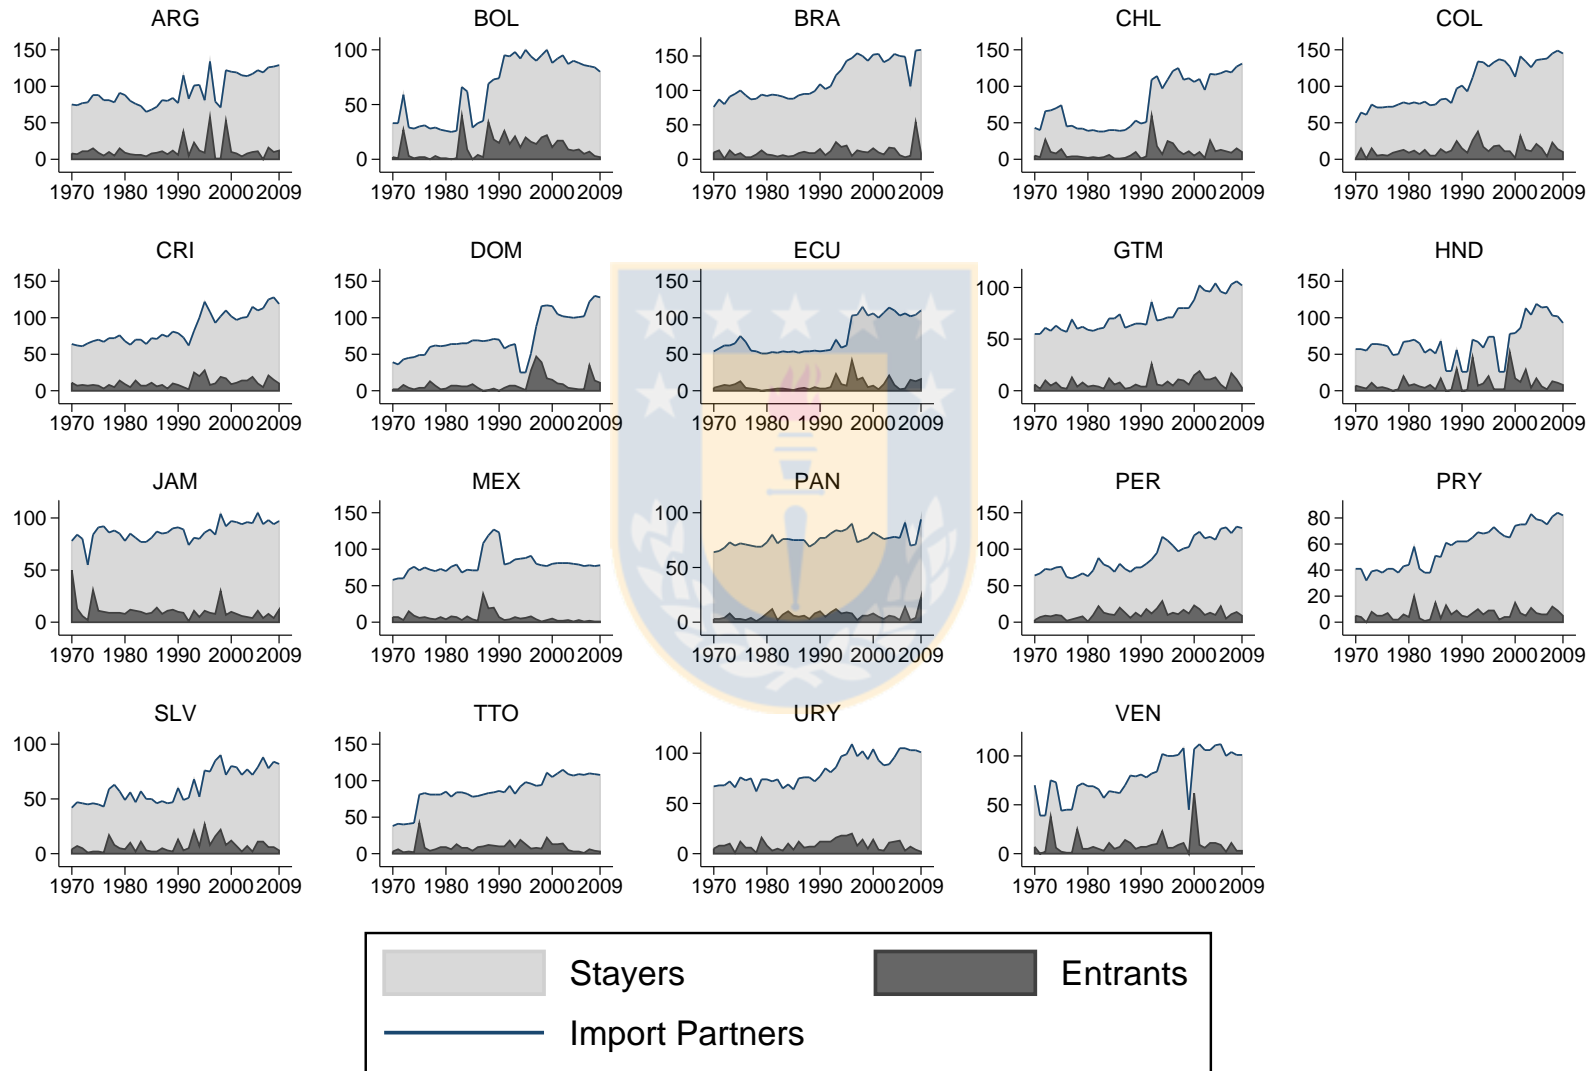 ARG BOL BRA CHL COL
150 100 150 150 150
100 50 100 100 100
50 0 50 50 50
0 0 0 0
1970 1980 1990 2000 2009 1970 1980 1990 2000 2009 1970 1980 1990 2000 2009 1970 1980 1990 2000 2009 1970 1980 1990 2000 2009
CRI DOM ECU GTM HND
150 150 150 100 150
100 100 100 50 100
50 50 50 0 50
0 0 0 0
1970 1980 1990 2000 2009 1970 1980 1990 2000 2009 1970 1980 1990 2000 2009 1970 1980 1990 2000 2009 1970 1980 1990 2000 2009
JAM MEX PAN PER PRY
100 150 100 150 80
50 100 50 100 60
0 50 0 50 40
0 0 20
0
1970 1980 1990 2000 2009 1970 1980 1990 2000 2009 1970 1980 1990 2000 2009 1970 1980 1990 2000 2009 1970 1980 1990 2000 2009
SLV TTO URY VEN
100 150 100 100
50 100 50 50
0 50 0 0
0
1970 1980 1990 2000 2009 1970 1980 1990 2000 2009 1970 1980 1990 2000 2009 1970 1980 1990 2000 2009
Stayers Entrants
Import Partners